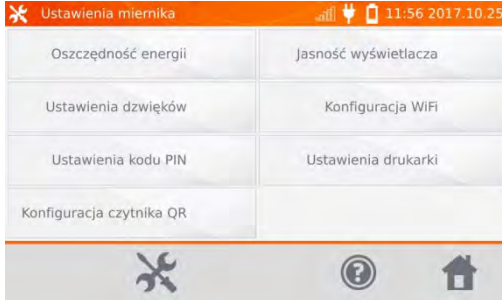 Ustawienia miernika 11:56 2017.10.25
Oszczędność energii Jasność wyświetlacza
Ustawienia dzwięków Konfiguracja WiFi
Ustawienia kodu PIN Ustawienia drukarki
Konfiguracja czytnika QR